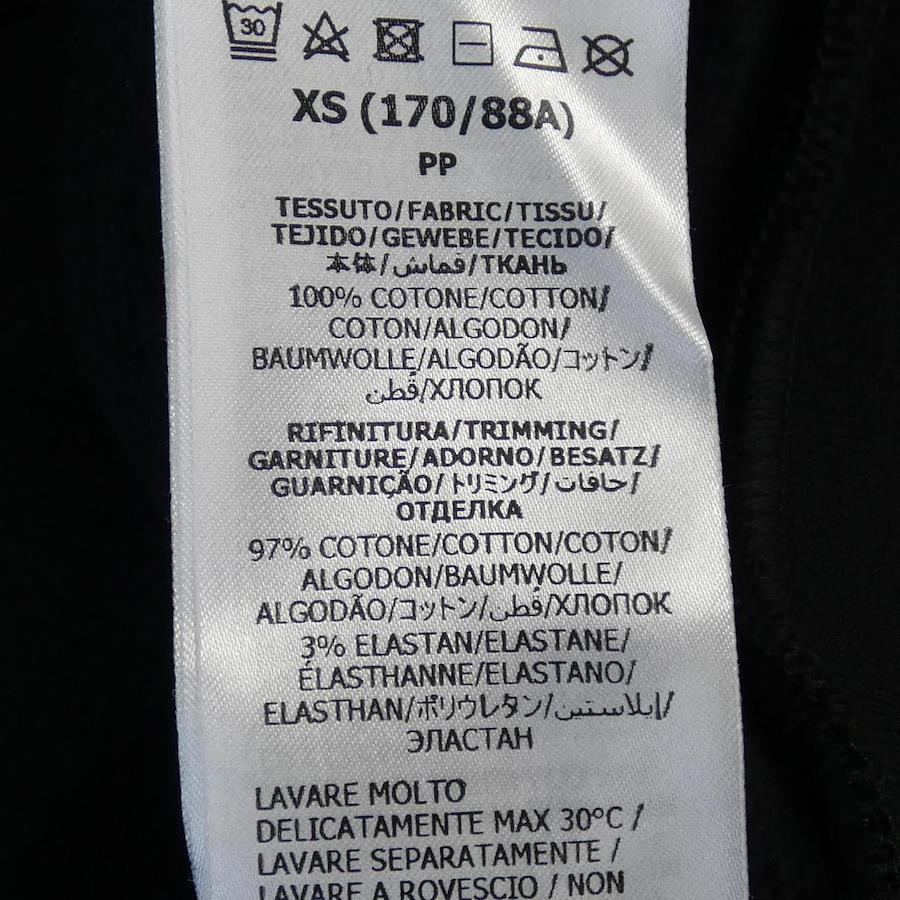 30
XS (170/88A)
PP
TESSUTO/FABRIC/TISSU/
TEJIDO/GEWEBE/TECIDO/
本体/قماش/ТКАНЬ
100% COTONE/COTTON/
COTON/ALGODON/
BAUMWOLLE/ALGODÃO/コットン/
قطن/ХЛОПОК
RIFINITURA/TRIMMING/
GARNITURE/ADORNO/BESATZ/
GUARNIÇÃO/トリミング/حافات/
ОТДЕЛКА
97% COTONE/COTTON/COTON/
ALGODON/BAUMWOLLE/
ALGODÃO/コットン/قطن/ХЛОПОК
3% ELASTAN/ELASTANE/
ÉLASTHANNE/ELASTANO/
ELASTHAN/ポリウレタン/إيلاستين/
ЭЛАСТАН
LAVARE MOLTO
DELICATAMENTE MAX 30°C /
LAVARE SEPARATAMENTE /
LAVARE A ROVESCIO / NON